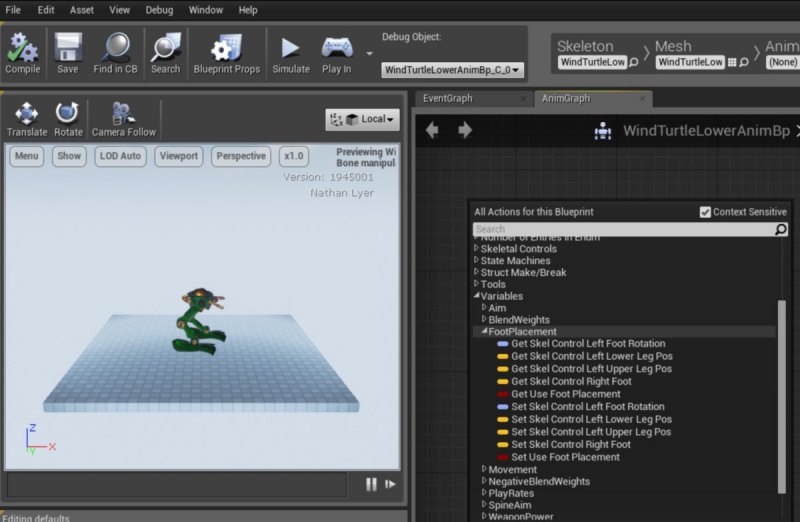 File Edit Asset View Debug Window Help
Compile Save Find in CB Search Blueprint Props Simulate Play In
Debug Object:
WindTurtleLowerAnimBp_C_0
Skeleton Mesh Anim
WindTurtleLow WindTurtleLow (None)
Translate Rotate Camera Follow Local
EventGraph AnimGraph
WindTurtleLowerAnimBp
Menu Show LOD Auto Viewport Perspective x1.0
Previewing Wi
Bone manipul
Version: 1945001
Nathan Lyer
All Actions for this Blueprint Context Sensitive
Search
Number of Entries in Enum
Skeletal Controls
State Machines
Struct Make/Break
Tools
Variables
Aim
BlendWeights
FootPlacement
Get Skel Control Left Foot Rotation
Get Skel Control Left Lower Leg Pos
Get Skel Control Left Upper Leg Pos
Get Skel Control Right Foot
Get Use Foot Placement
Set Skel Control Left Foot Rotation
Set Skel Control Left Lower Leg Pos
Set Skel Control Left Upper Leg Pos
Set Skel Control Right Foot
Set Use Foot Placement
Movement
NegativeBlendWeights
PlayRates
SpineAim
WeaponPower
Z
X
Y
Editing defaults